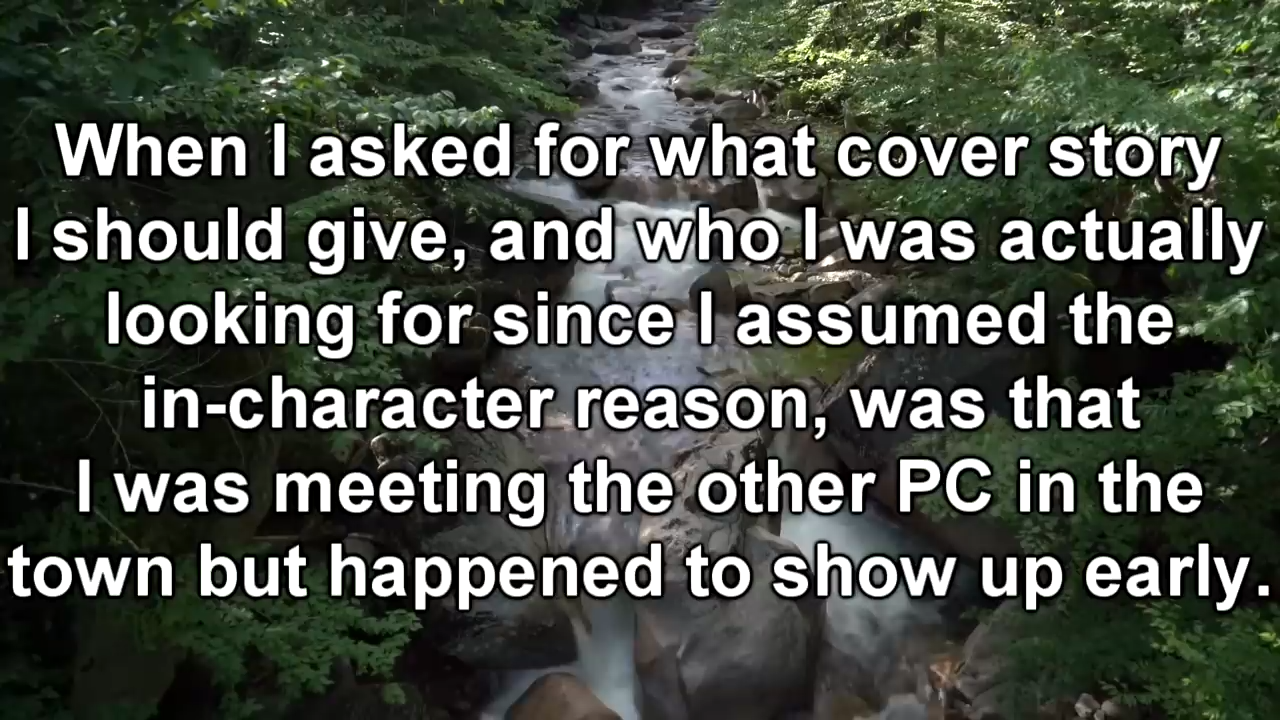 When I asked for what cover story
I should give, and who I was actually
looking for since I assumed the
in-character reason, was that
I was meeting the other PC in the
town but happened to show up early.